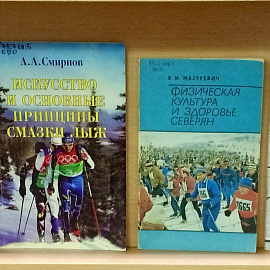 А.А.Смирнов
ИСКУССТВО
И ОСНОВНЫЕ
ПРИНЦИПЫ
СМАЗКИ ЛЫЖ
В. И. МАЗУРЕВИЧ
ФИЗИЧЕСКАЯ
КУЛЬТУРА
И ЗДОРОВЬЕ
СЕВЕРЯН